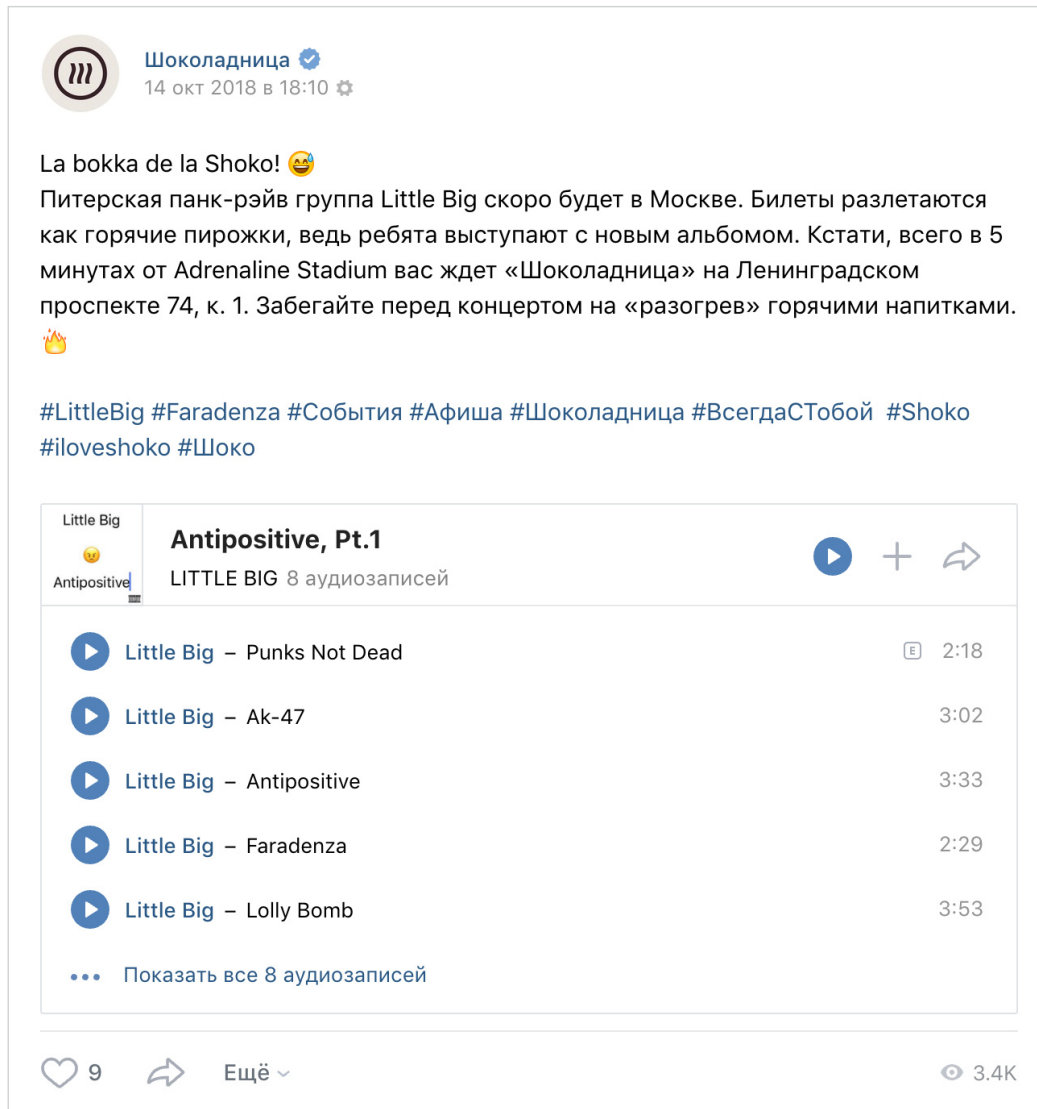 Шоколадница
14 окт 2018 в 18:10
La bokka de la Shoko! 😅
Питерская панк-рэйв группа Little Big скоро будет в Москве. Билеты разлетаются
как горячие пирожки, ведь ребята выступают с новым альбомом. Кстати, всего в 5
минутах от Adrenaline Stadium вас ждет «Шоколадница» на Ленинградском
проспекте 74, к. 1. Забегайте перед концертом на «разогрев» горячими напитками.
🔥
#LittleBig #Faradenza #События #Афиша #Шоколадница #ВсегдаСТобой #Shoko
#iloveshoko #Шоко
Little Big
😠
Antipositive
Antipositive, Pt.1
LITTLE BIG 8 аудиозаписей
Little Big – Punks Not Dead E 2:18
Little Big – Ak-47 3:02
Little Big – Antipositive 3:33
Little Big – Faradenza 2:29
Little Big – Lolly Bomb 3:53
Показать все 8 аудиозаписей
9 Ещё 3.4K